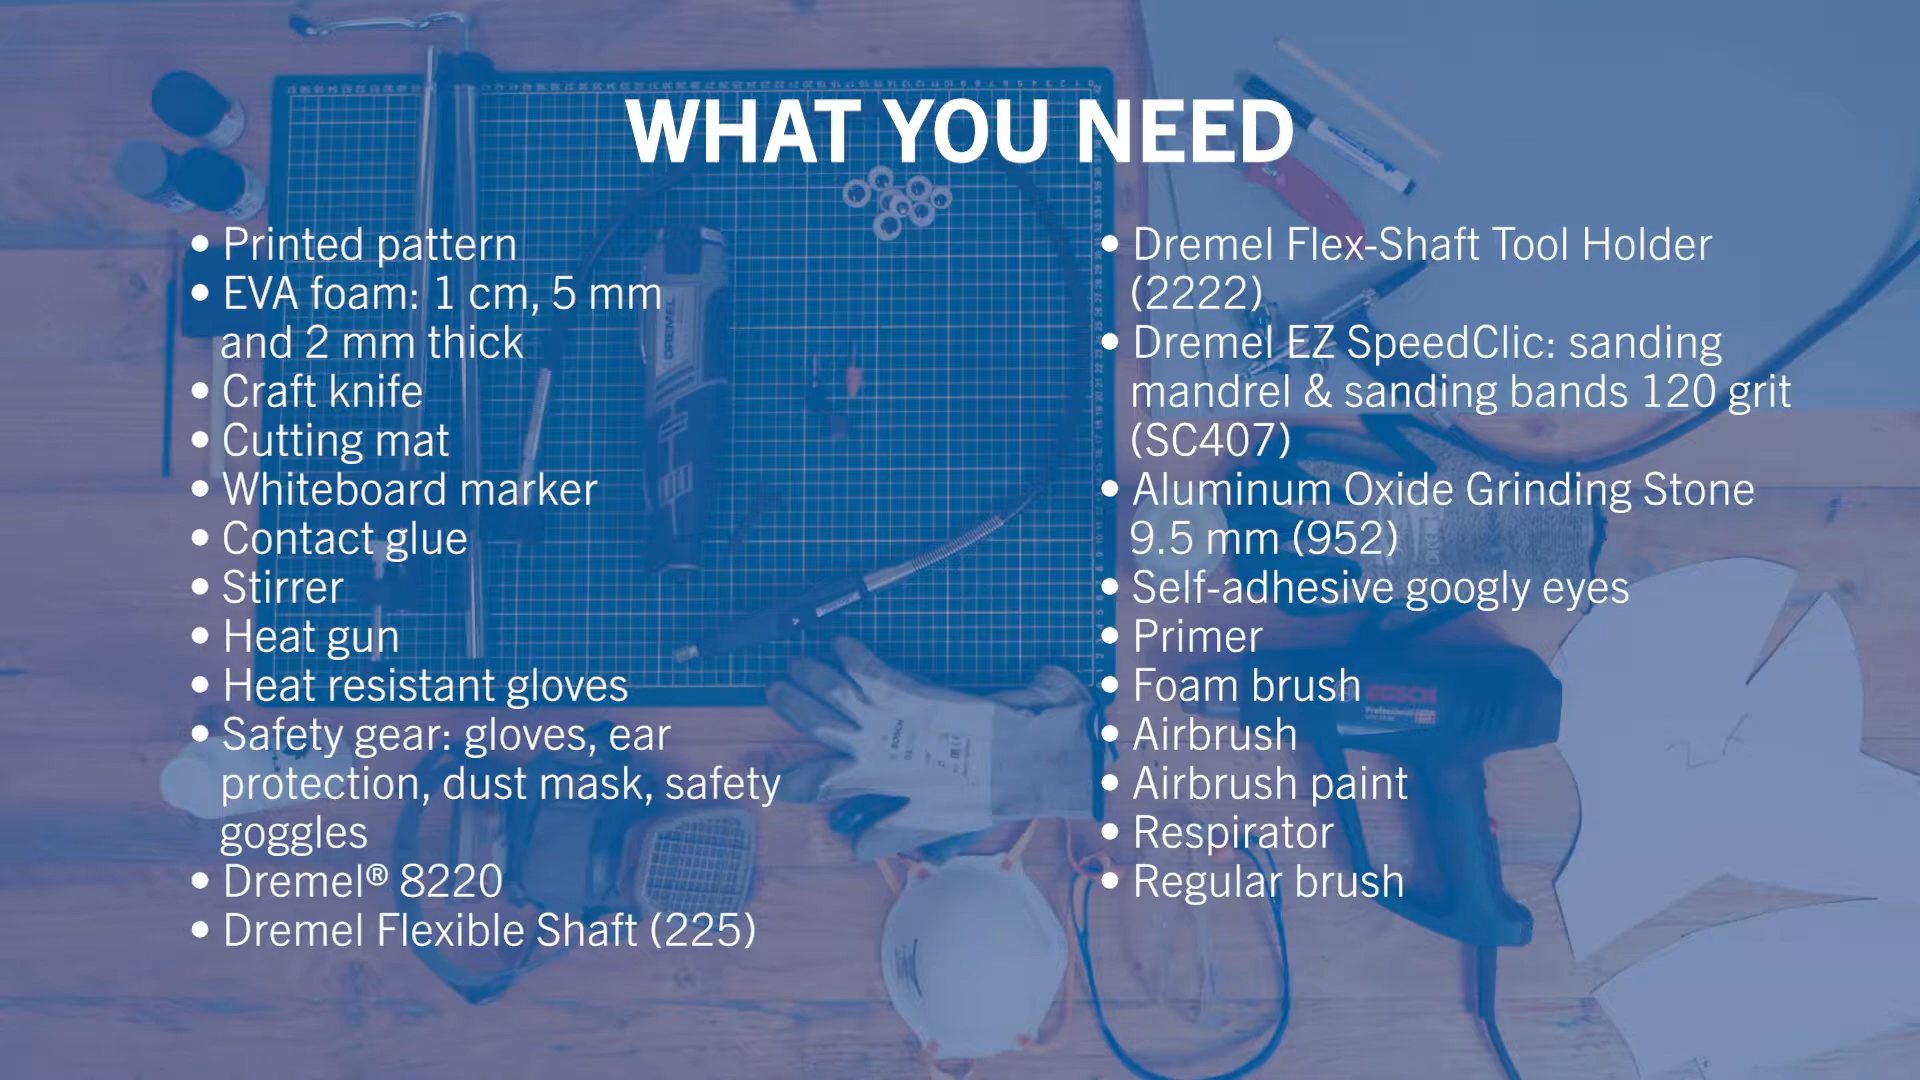 WHAT YOU NEED
• Printed pattern
• EVA foam: 1 cm, 5 mm
and 2 mm thick
• Craft knife
• Cutting mat
• Whiteboard marker
• Contact glue
• Stirrer
• Heat gun
• Heat resistant gloves
• Safety gear: gloves, ear
protection, dust mask, safety
goggles
• Dremel® 8220
• Dremel Flexible Shaft (225)
• Dremel Flex-Shaft Tool Holder
(2222)
• Dremel EZ SpeedClic: sanding
mandrel & sanding bands 120 grit
(SC407)
• Aluminum Oxide Grinding Stone
9.5 mm (952)
• Self-adhesive googly eyes
• Primer
• Foam brush
• Airbrush
• Airbrush paint
• Respirator
• Regular brush
DREMEL
BOSCH
Professional
BOSCH